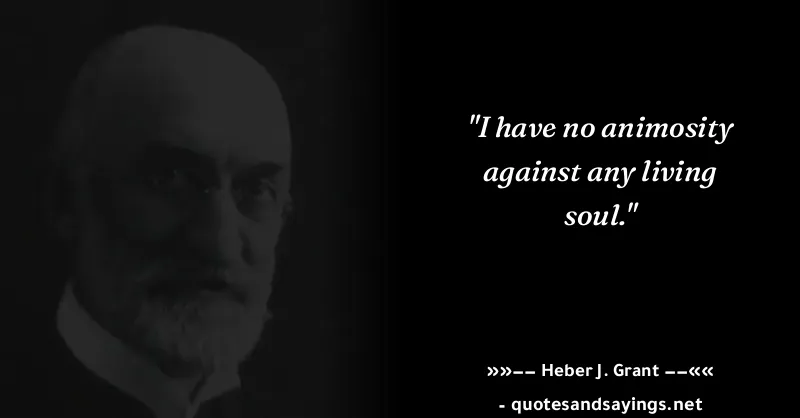 "I have no animosity
against any living
soul."
»»–– Heber J. Grant ––««
- quotesandsayings.net